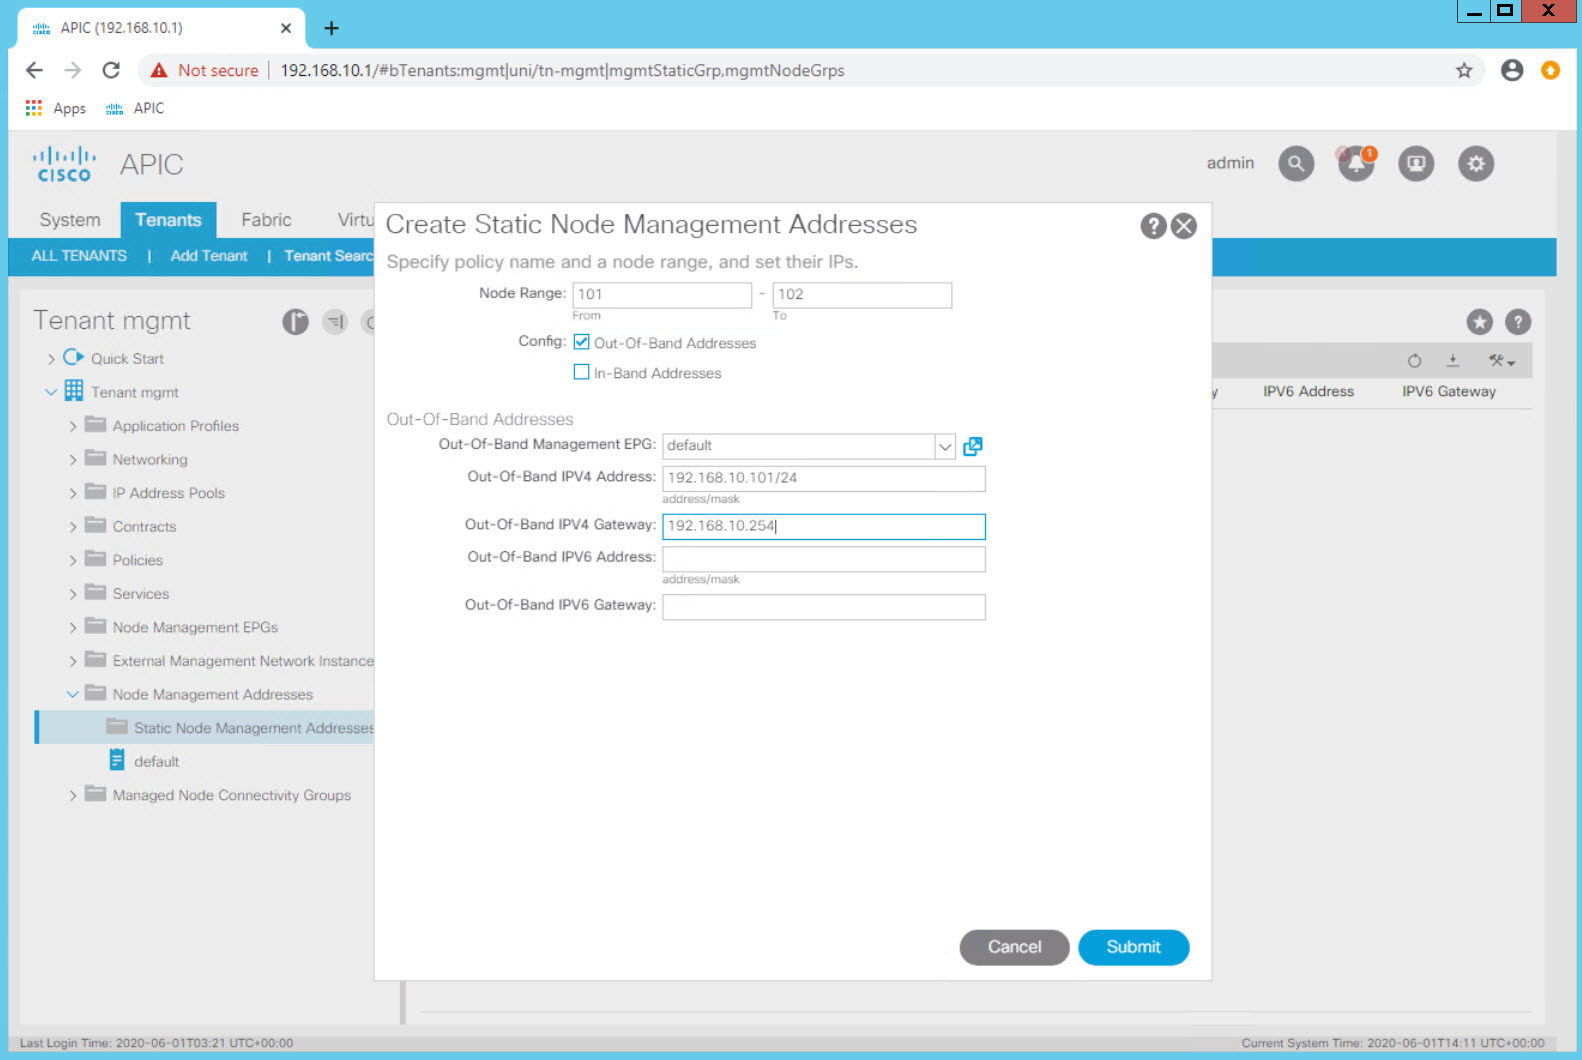 APIC (192.168.10.1)
Not secure
192.168.10.1/#bTenants:mgmt|uni/tn-mgmt|mgmtStaticGrp,mgmtNodeGrps
Apps
APIC
CISCO
APIC
admin
1
System
Tenants
Fabric
Virtu
ALL TENANTS | Add Tenant | Tenant Searc
Create Static Node Management Addresses
Specify policy name and a node range, and set their IPs.
Node Range: 101 - 102
From
To
Config: Out-Of-Band Addresses
In-Band Addresses
Out-Of-Band Addresses
Out-Of-Band Management EPG: default
Out-Of-Band IPV4 Address: 192.168.10.101/24
address/mask
Out-Of-Band IPV4 Gateway: 192.168.10.254
Out-Of-Band IPV6 Address:
address/mask
Out-Of-Band IPV6 Gateway:
Cancel
Submit
Tenant mgmt
Quick Start
Tenant mgmt
Application Profiles
Networking
IP Address Pools
Contracts
Policies
Services
Node Management EPGs
External Management Network Instance
Node Management Addresses
Static Node Management Addresses
default
Managed Node Connectivity Groups
y
IPV6 Address
IPV6 Gateway
Last Login Time: 2020-06-01T03:21 UTC+00:00
Current System Time: 2020-06-01T14:11 UTC+00:00